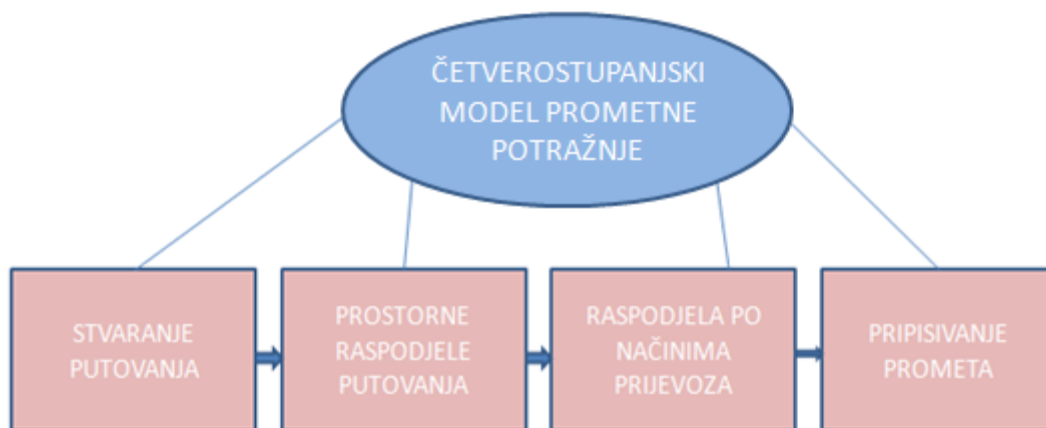 ČETVEROSTUPANJSKI
MODEL PROMETNE
POTRAŽNJE
STVARANJE
PUTOVANJA
PROSTORNE
RASPODJELE
PUTOVANJA
RASPODJELA PO
NAČINIMA
PRIJEVOZA
PRIPISIVANJE
PROMETA